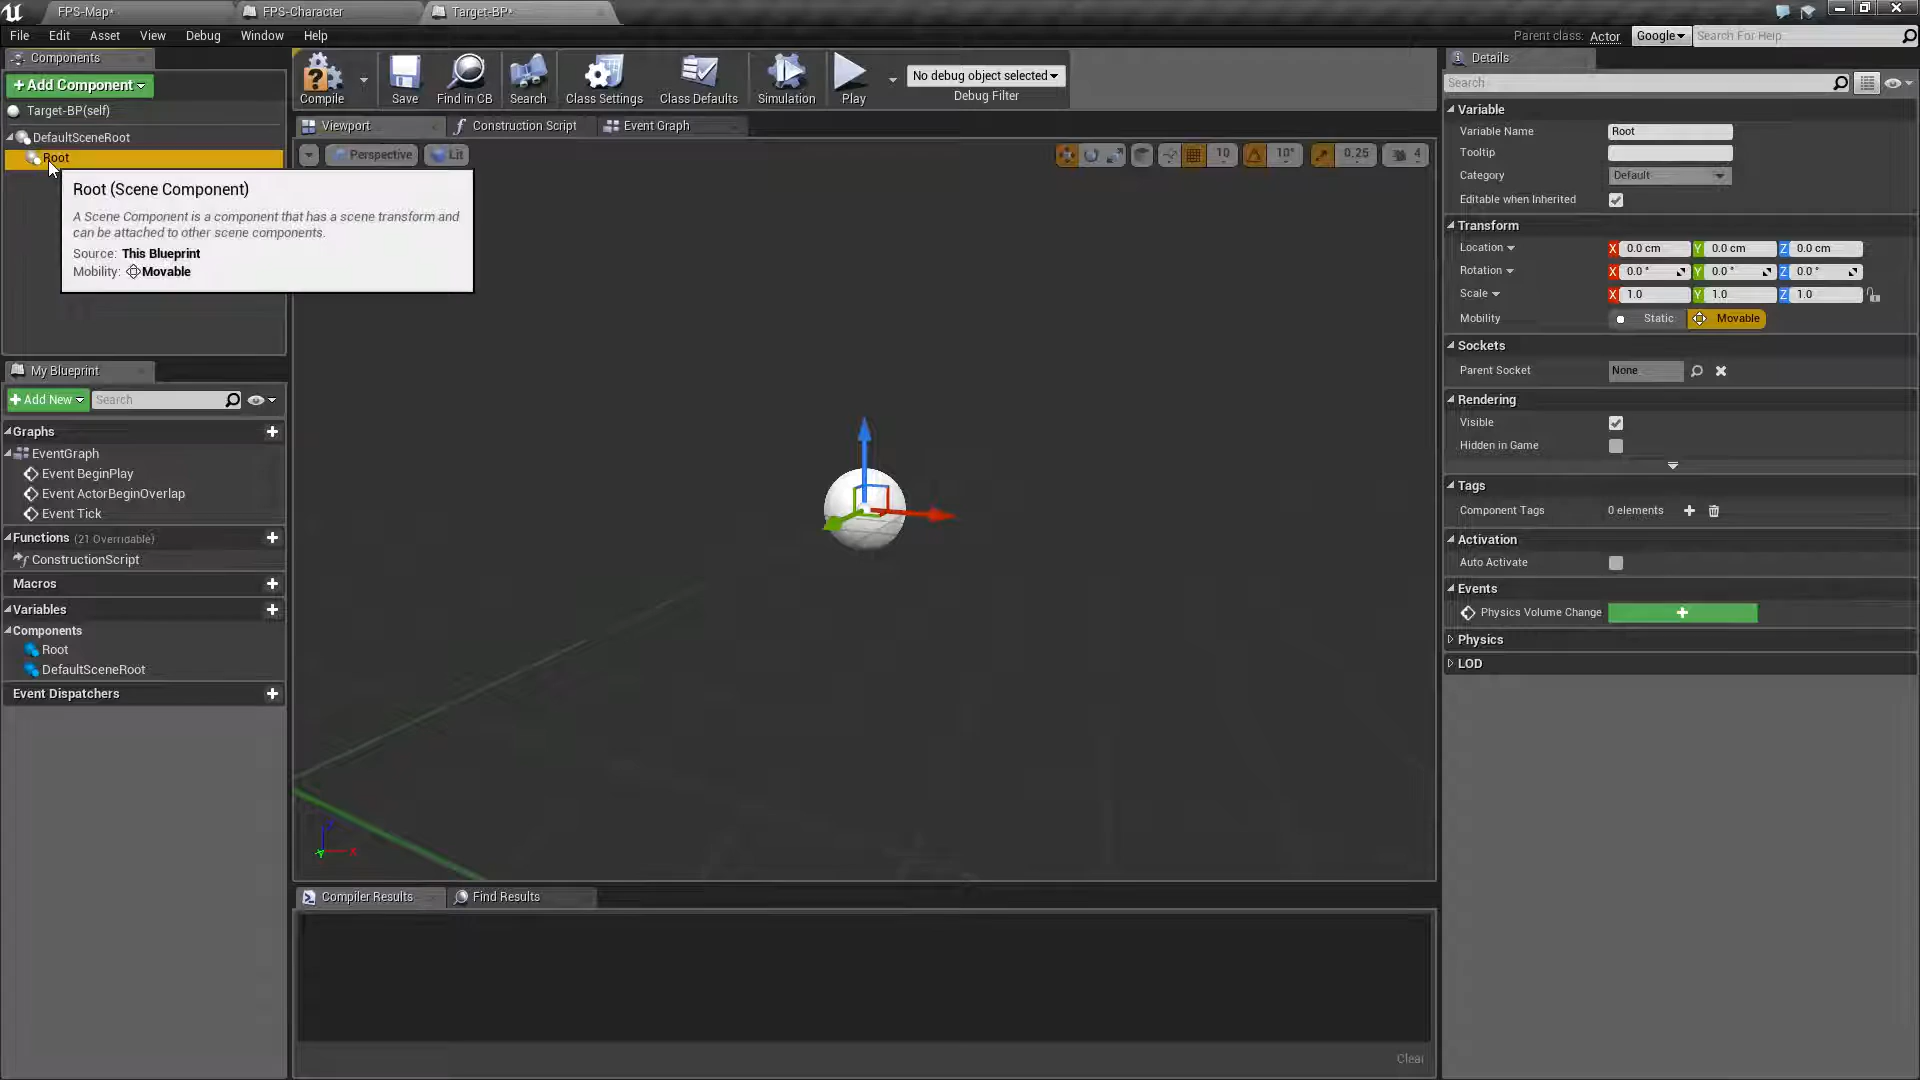 FPS-Map*
FPS-Character
Target-BP*
File Edit Asset View Debug Window Help
Parent class: Actor Google Search For Help
Components
+ Add Component
Target-BP(self)
DefaultSceneRoot
Root
Root (Scene Component)
A Scene Component is a component that has a scene transform and
can be attached to other scene components.
Source: This Blueprint
Mobility: Movable
My Blueprint
+ Add New Search
Graphs
EventGraph
Event BeginPlay
Event ActorBeginOverlap
Event Tick
Functions (21 Overridable)
ConstructionScript
Macros
Variables
Components
Root
DefaultSceneRoot
Event Dispatchers
Compile
Save
Find in CB
Search
Class Settings
Class Defaults
Simulation
Play
No debug object selected
Debug Filter
Viewport
Construction Script
Event Graph
Perspective Lit
10 10° 0.25 4
Z
X
Y
Compiler Results
Find Results
Clear
Details
Search
Variable
Variable Name Root
Tooltip
Category Default
Editable when Inherited
Transform
Location X 0.0 cm Y 0.0 cm Z 0.0 cm
Rotation X 0.0 ° Y 0.0 ° Z 0.0 °
Scale X 1.0 Y 1.0 Z 1.0
Mobility Static Movable
Sockets
Parent Socket None
Rendering
Visible
Hidden in Game
Tags
Component Tags 0 elements
Activation
Auto Activate
Events
Physics Volume Change +
Physics
LOD